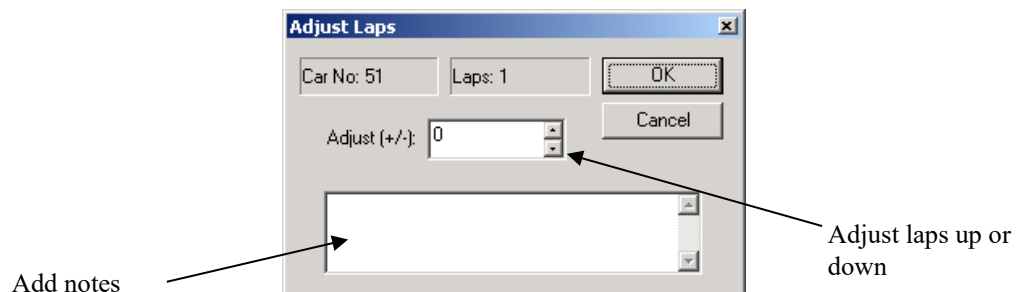 Adjust Laps
Car No: 51
Laps: 1
OK
Cancel
Adjust (+/-):
0
Adjust laps up or
down
Add notes